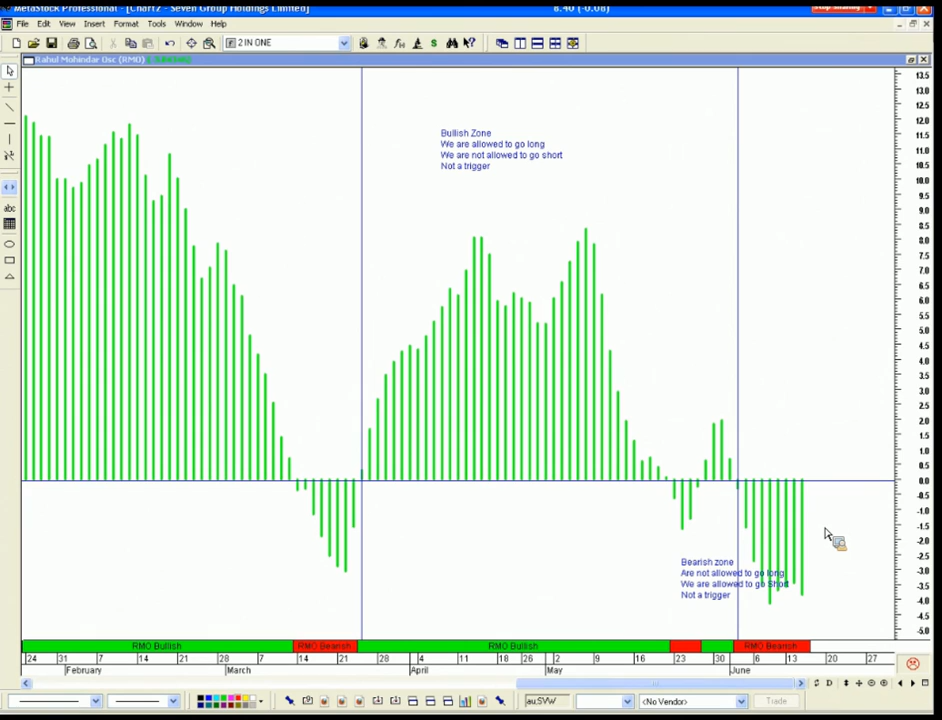 MetaStock Professional - [Chart2 - Seven Group Holdings Limited]
8.40 (-0.08)
Stop Sharing
File Edit View Insert Format Tools Window Help
2 IN ONE
Rahul Mohindar Osc (RMO)
abc
Bullish Zone
We are allowed to go long
We are not allowed to go short
Not a trigger
Bearish zone
Are not allowed to go long
We are allowed to go Short
Not a trigger
13.5
13.0
12.5
12.0
11.5
11.0
10.5
10.0
9.5
9.0
8.5
8.0
7.5
7.0
6.5
6.0
5.5
5.0
4.5
4.0
3.5
3.0
2.5
2.0
1.5
1.0
0.5
0.0
-0.5
-1.0
-1.5
-2.0
-2.5
-3.0
-3.5
-4.0
-4.5
-5.0
RMO Bullish RMO Bearish RMO Bullish RMO Bearish
24 31 7 14 21 28 7 14 21 28 4 11 18 26 2 9 16 23 30 6 13 20 27
February March April May June
au.SVW
<No Vendor>
Trade